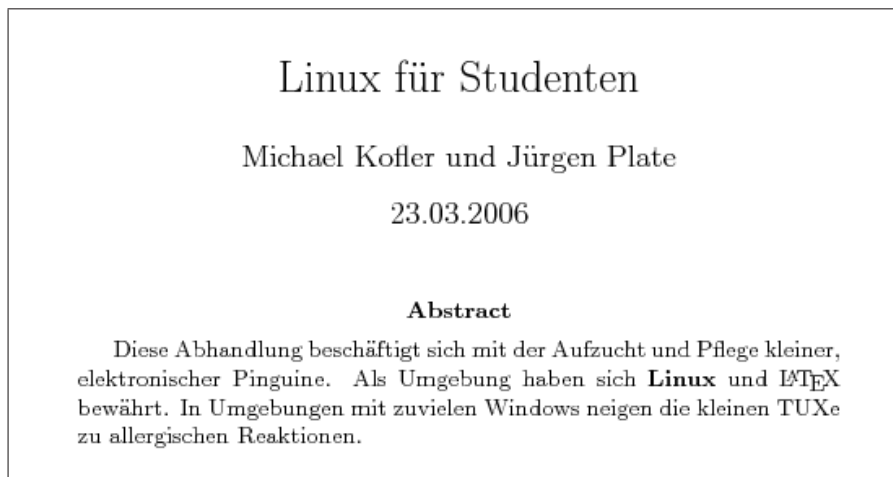 Linux für Studenten
Michael Kofler und Jürgen Plate
23.03.2006
Abstract
Diese Abhandlung beschäftigt sich mit der Aufzucht und Pflege kleiner,
elektronischer Pinguine. Als Umgebung haben sich Linux und LATEX
bewährt. In Umgebungen mit zuvielen Windows neigen die kleinen TUXe
zu allergischen Reaktionen.